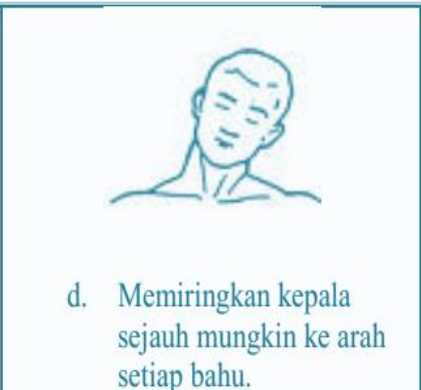 d. Memiringkan kepala
sejauh mungkin ke arah
setiap bahu.